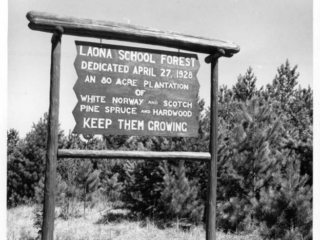 LAONA SCHOOL FOREST
DEDICATED APRIL 27, 1928
AN 80 ACRE PLANTATION
OF
WHITE NORWAY AND SCOTCH
PINE SPRUCE AND HARDWOOD
KEEP THEM GROWING